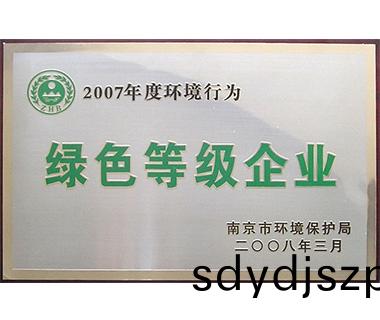 ZHB
2007年度环境行为
绿色等级企业
南京市环境保护局
二〇〇八年三月
sdydjszp